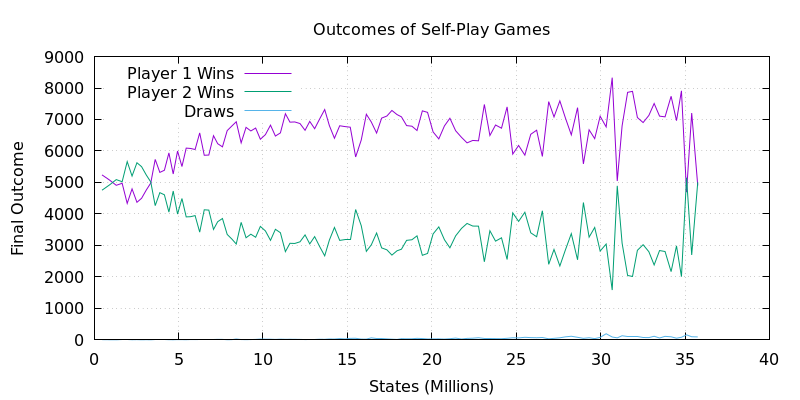 Outcomes of Self-Play Games
Final Outcome
9000
8000
7000
6000
5000
4000
3000
2000
1000
0
Player 1 Wins
Player 2 Wins
Draws
0 5 10 15 20 25 30 35 40
States (Millions)